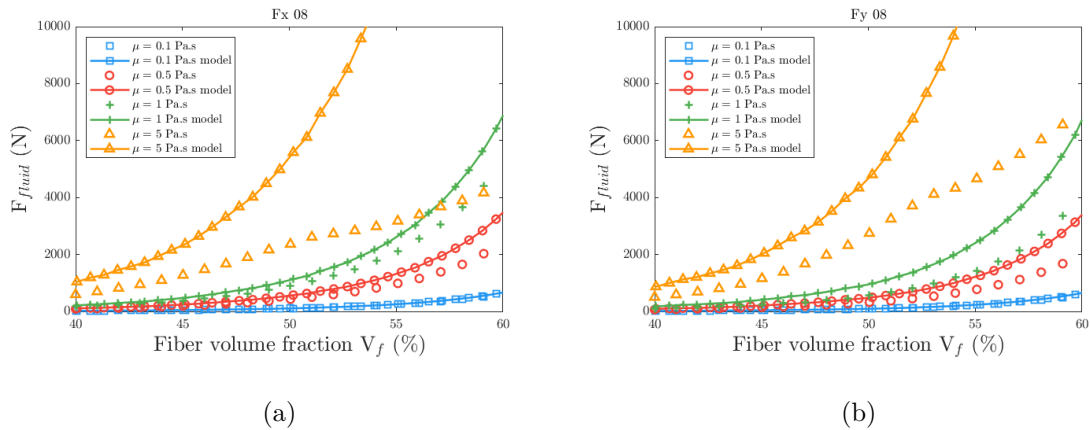 Fx 08
10000
8000
6000
4000
2000
0
F_fluid (N)
μ = 0.1 Pa.s
μ = 0.1 Pa.s model
μ = 0.5 Pa.s
μ = 0.5 Pa.s model
μ = 1 Pa.s
μ = 1 Pa.s model
μ = 5 Pa.s
μ = 5 Pa.s model
40 45 50 55 60
Fiber volume fraction V_f (%)
(a)
Fy 08
10000
8000
6000
4000
2000
0
F_fluid (N)
μ = 0.1 Pa.s
μ = 0.1 Pa.s model
μ = 0.5 Pa.s
μ = 0.5 Pa.s model
μ = 1 Pa.s
μ = 1 Pa.s model
μ = 5 Pa.s
μ = 5 Pa.s model
40 45 50 55 60
Fiber volume fraction V_f (%)
(b)